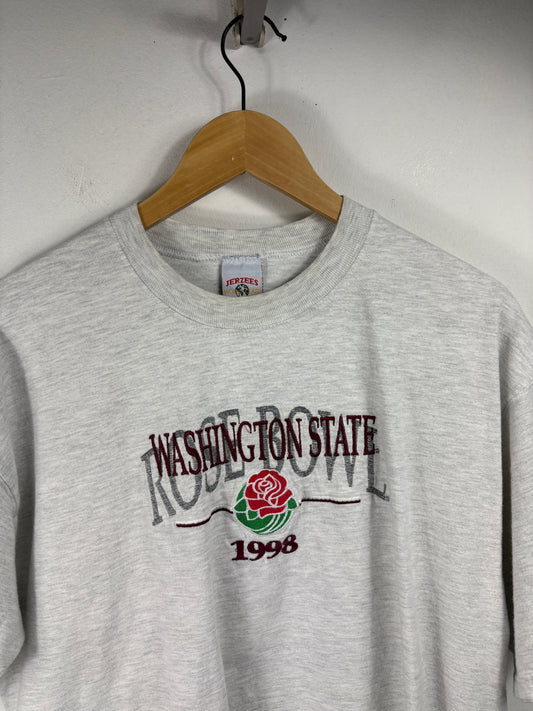 JERZEES
ROSE BOWL
WASHINGTON STATE
1998